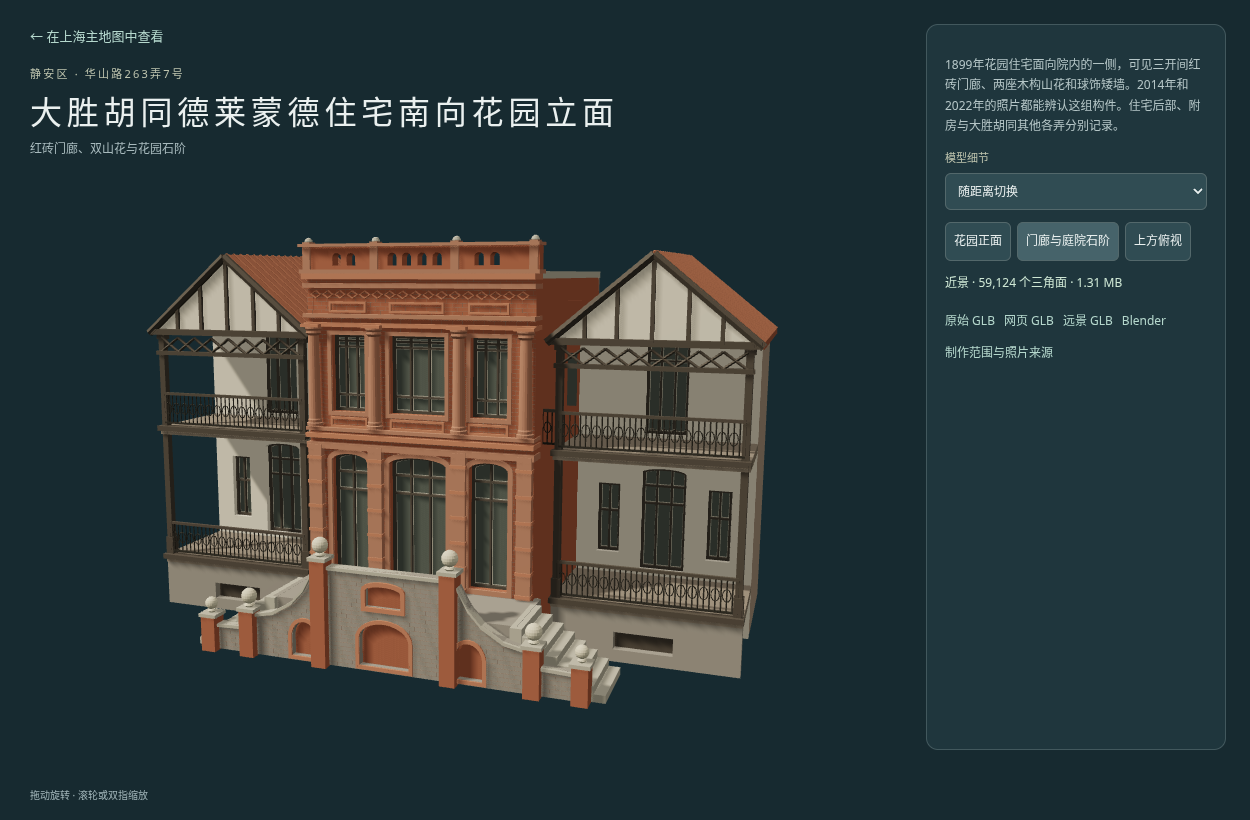 ← 在上海主地图中查看
静安区 · 华山路263弄7号
大胜胡同德莱蒙德住宅南向花园立面
红砖门廊、双山花与花园石阶
1899年花园住宅面向院内的一侧，可见三开间红
砖门廊、两座木构山花和球饰矮墙。2014年和
2022年的照片都能辨认这组构件。住宅后部、附
房与大胜胡同其他各弄分别记录。
模型细节
随距离切换
花园正面 门廊与庭院石阶 上方俯视
近景 · 59,124 个三角面 · 1.31 MB
原始 GLB 网页 GLB 远景 GLB Blender
制作范围与照片来源
拖动旋转 · 滚轮或双指缩放